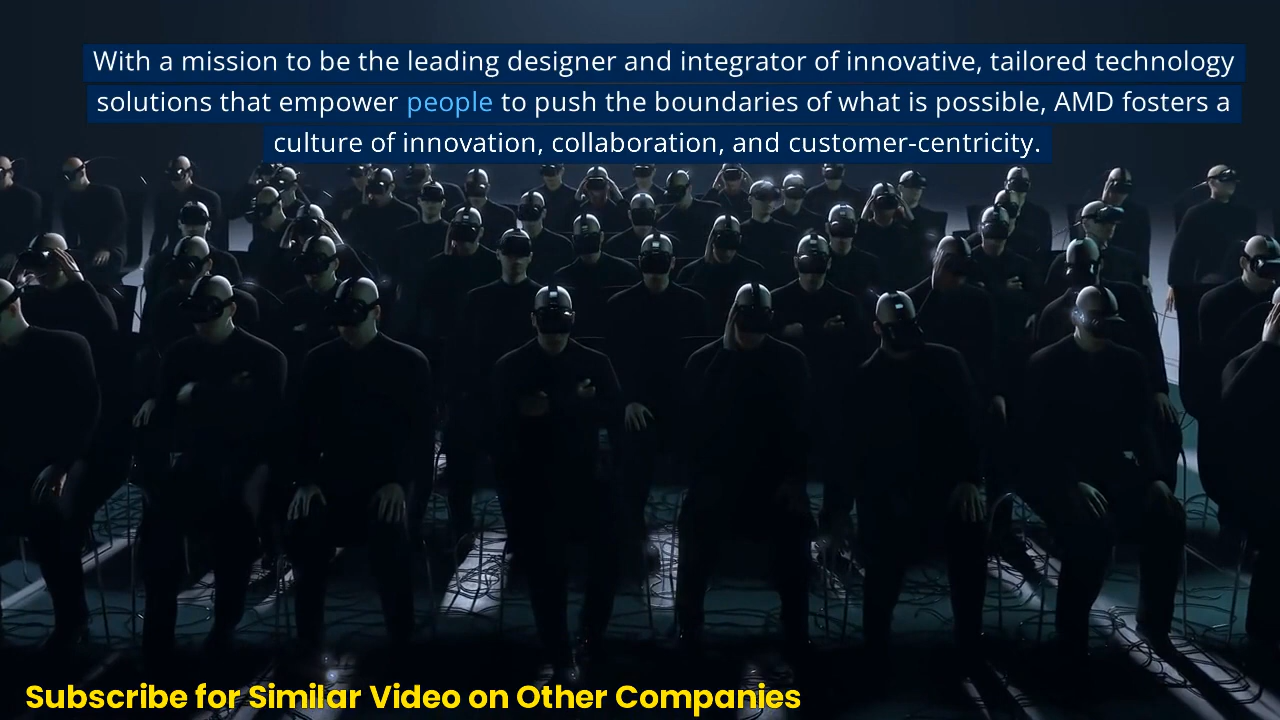 With a mission to be the leading designer and integrator of innovative, tailored technology
solutions that empower people to push the boundaries of what is possible, AMD fosters a
culture of innovation, collaboration, and customer-centricity.
Subscribe for Similar Video on Other Companies